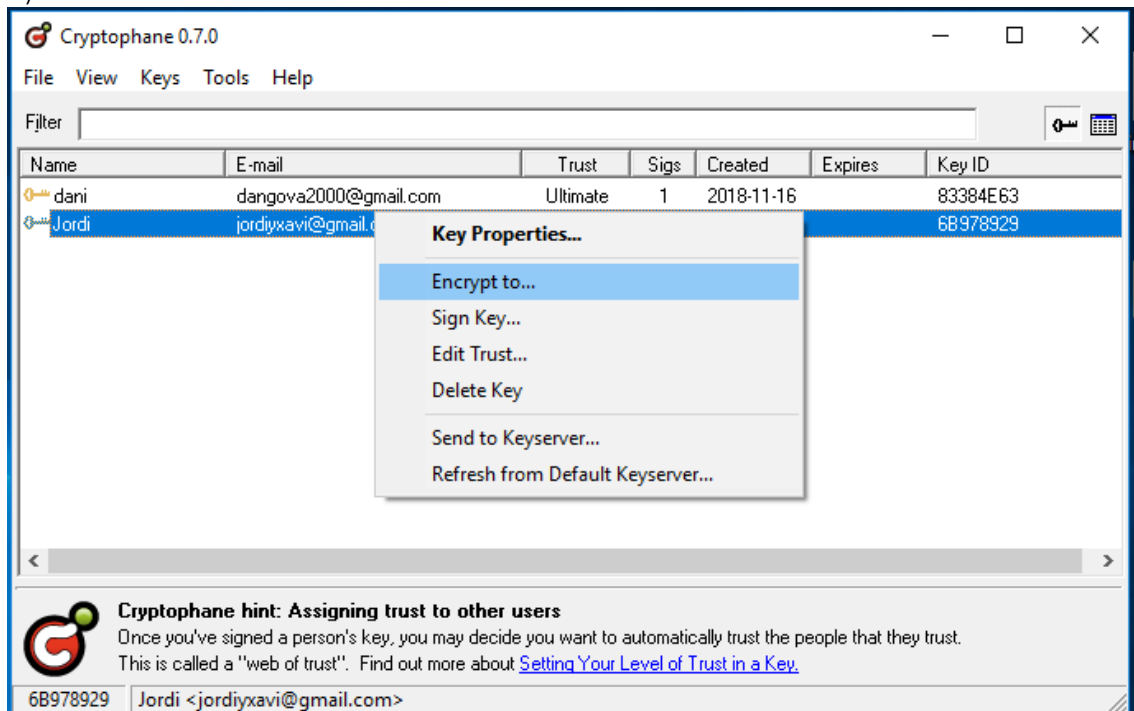 Cryptophane 0.7.0
File View Keys Tools Help
Filter
Name E-mail Trust Sigs Created Expires Key ID
dani dangova2000@gmail.com Ultimate 1 2018-11-16 83384E63
Jordi jordiyxavi@gmail. 6B978929
Key Properties...
Encrypt to...
Sign Key...
Edit Trust...
Delete Key
Send to Keyserver...
Refresh from Default Keyserver...
Cryptophane hint: Assigning trust to other users
Once you've signed a person's key, you may decide you want to automatically trust the people that they trust.
This is called a "web of trust". Find out more about Setting Your Level of Trust in a Key.
6B978929 Jordi <jordiyxavi@gmail.com>